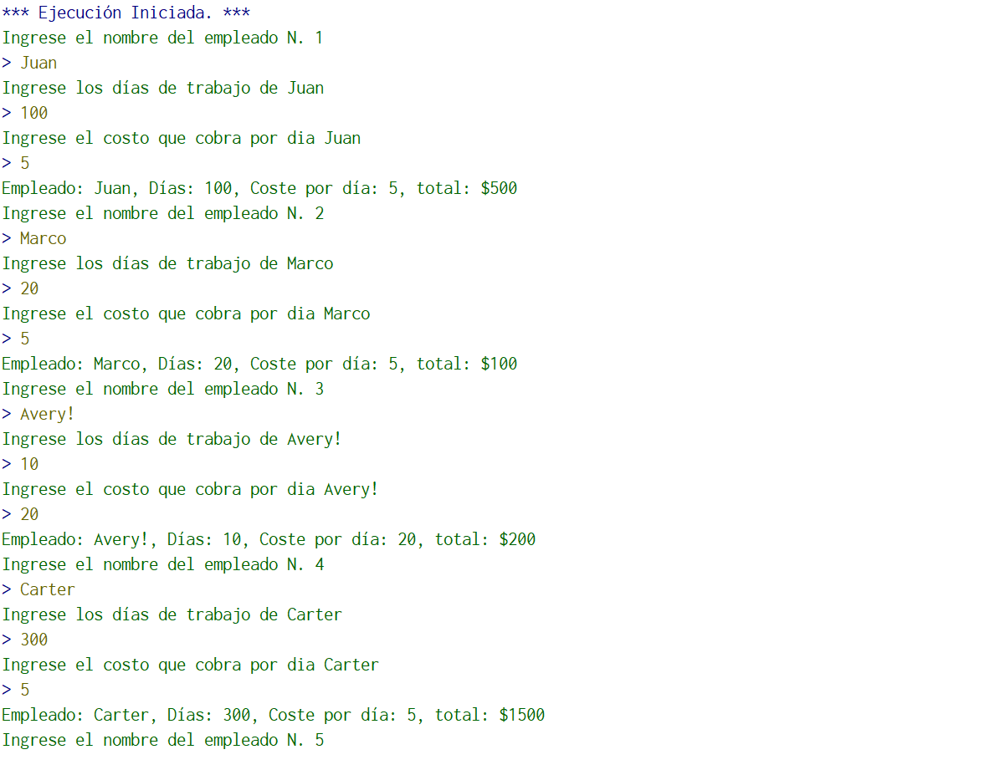 *** Ejecución Iniciada. ***
Ingrese el nombre del empleado N. 1
> Juan
Ingrese los días de trabajo de Juan
> 100
Ingrese el costo que cobra por dia Juan
> 5
Empleado: Juan, Días: 100, Coste por día: 5, total: $500
Ingrese el nombre del empleado N. 2
> Marco
Ingrese los días de trabajo de Marco
> 20
Ingrese el costo que cobra por dia Marco
> 5
Empleado: Marco, Días: 20, Coste por día: 5, total: $100
Ingrese el nombre del empleado N. 3
> Avery!
Ingrese los días de trabajo de Avery!
> 10
Ingrese el costo que cobra por dia Avery!
> 20
Empleado: Avery!, Días: 10, Coste por día: 20, total: $200
Ingrese el nombre del empleado N. 4
> Carter
Ingrese los días de trabajo de Carter
> 300
Ingrese el costo que cobra por dia Carter
> 5
Empleado: Carter, Días: 300, Coste por día: 5, total: $1500
Ingrese el nombre del empleado N. 5